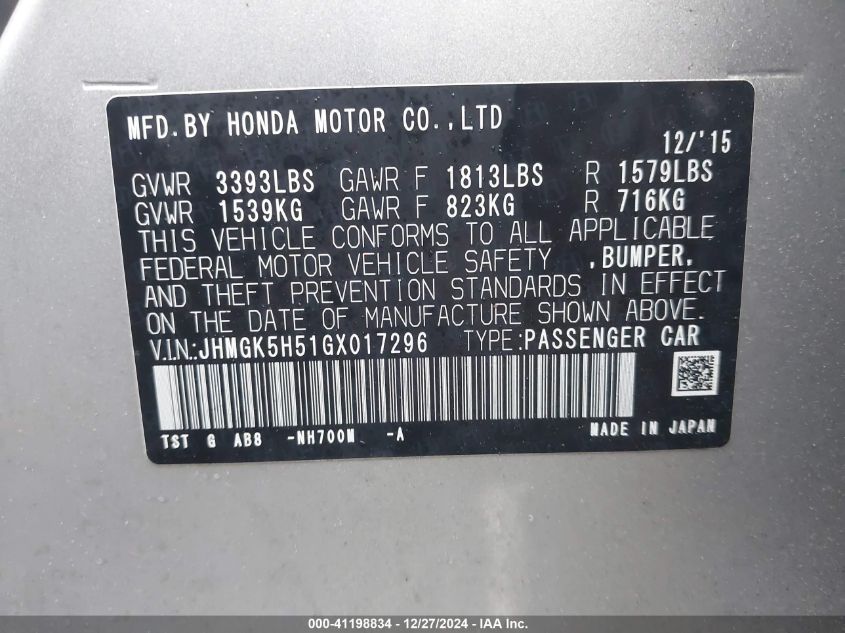 MFD.BY HONDA MOTOR CO.,LTD
12/'15
GVWR 3393LBS GAWR F 1813LBS R 1579LBS
GVWR 1539KG GAWR F 823KG R 716KG
THIS VEHICLE CONFORMS TO ALL APPLICABLE
FEDERAL MOTOR VEHICLE SAFETY ,BUMPER,
AND THEFT PREVENTION STANDARDS IN EFFECT
ON THE DATE OF MANUFACTURE SHOWN ABOVE.
V.I.N:JHMGK5H51GX017296 TYPE:PASSENGER CAR
TST G AB8 -NH700M -A MADE IN JAPAN
000-41198834 - 12/27/2024 - IAA Inc.